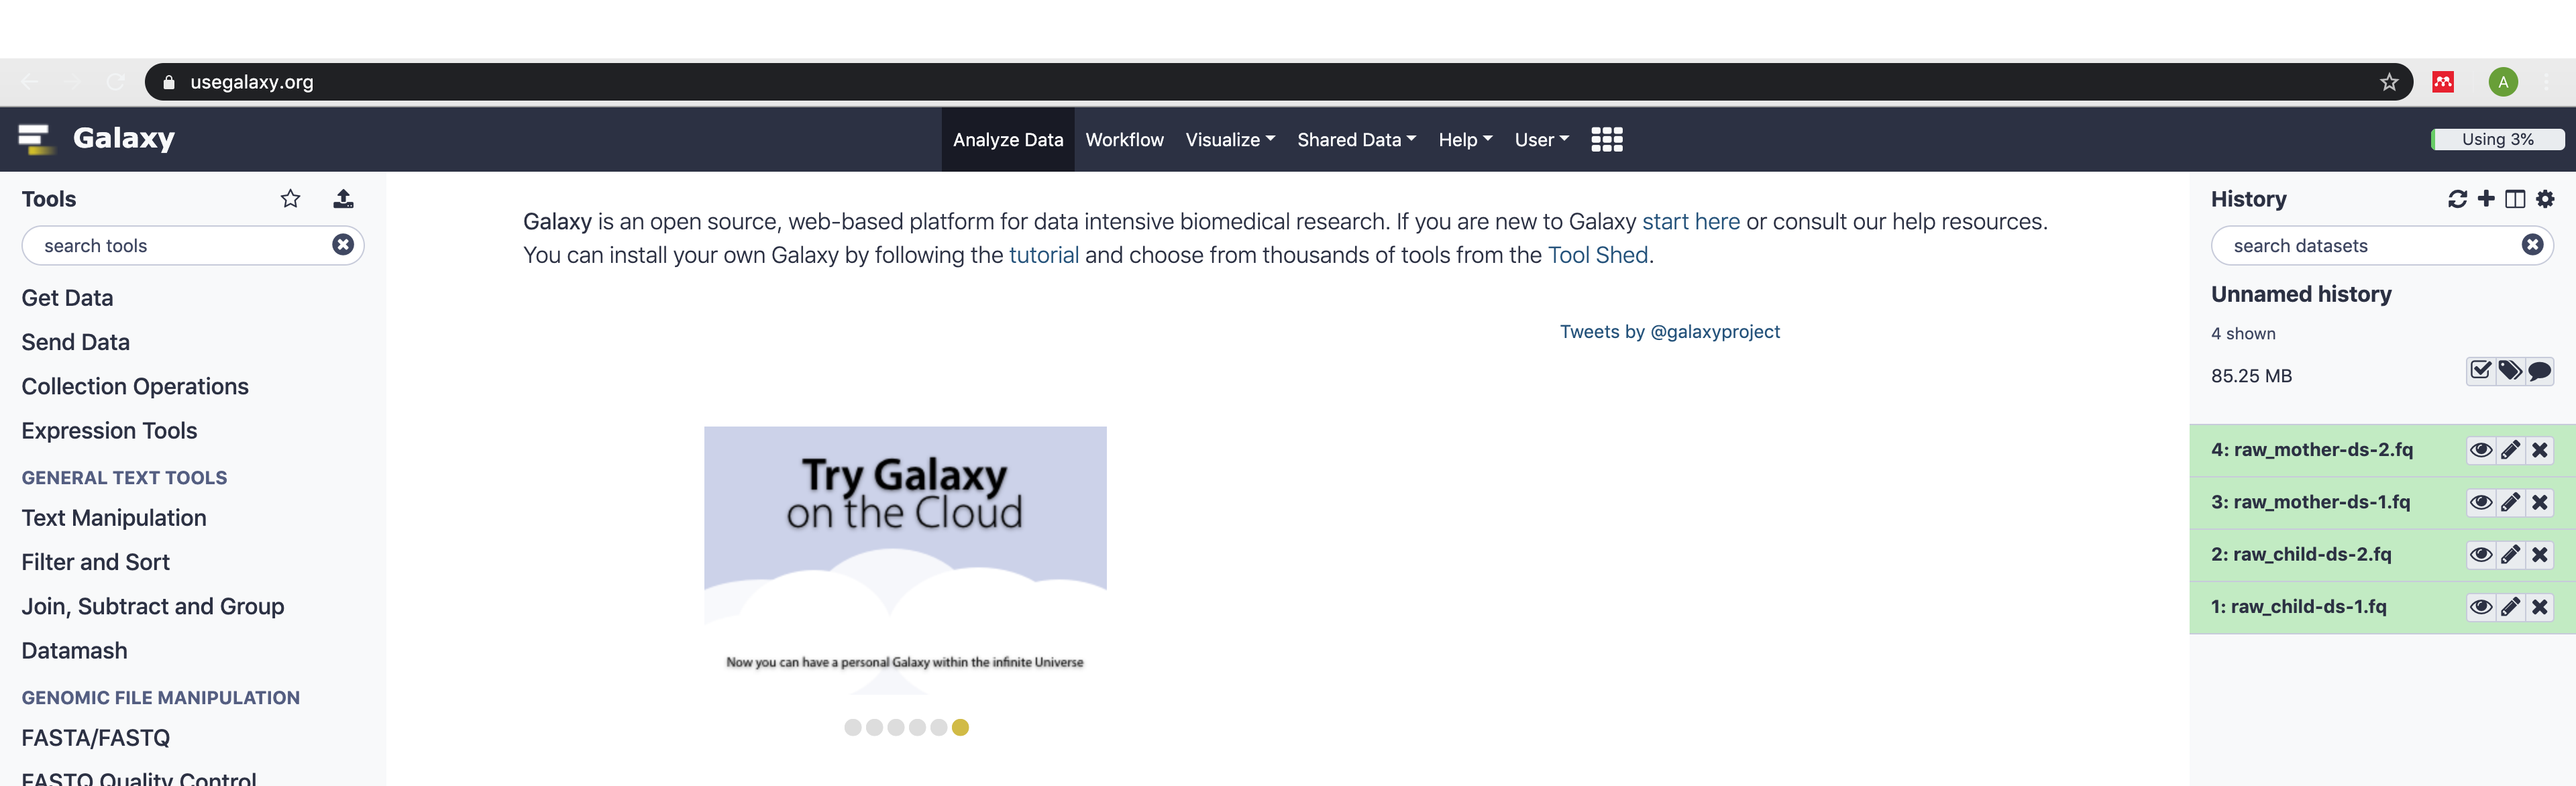 usegalaxy.org
A
Galaxy
Analyze Data
Workflow
Visualize
Shared Data
Help
User
Using 3%
Tools
search tools
Get Data
Send Data
Collection Operations
Expression Tools
GENERAL TEXT TOOLS
Text Manipulation
Filter and Sort
Join, Subtract and Group
Datamash
GENOMIC FILE MANIPULATION
FASTA/FASTQ
FASTQ Quality Control
Galaxy is an open source, web-based platform for data intensive biomedical research. If you are new to Galaxy start here or consult our help resources.
You can install your own Galaxy by following the tutorial and choose from thousands of tools from the Tool Shed.
Tweets by @galaxyproject
Try Galaxy
on the Cloud
Now you can have a personal Galaxy within the infinite Universe
History
search datasets
Unnamed history
4 shown
85.25 MB
4: raw_mother-ds-2.fq
3: raw_mother-ds-1.fq
2: raw_child-ds-2.fq
1: raw_child-ds-1.fq